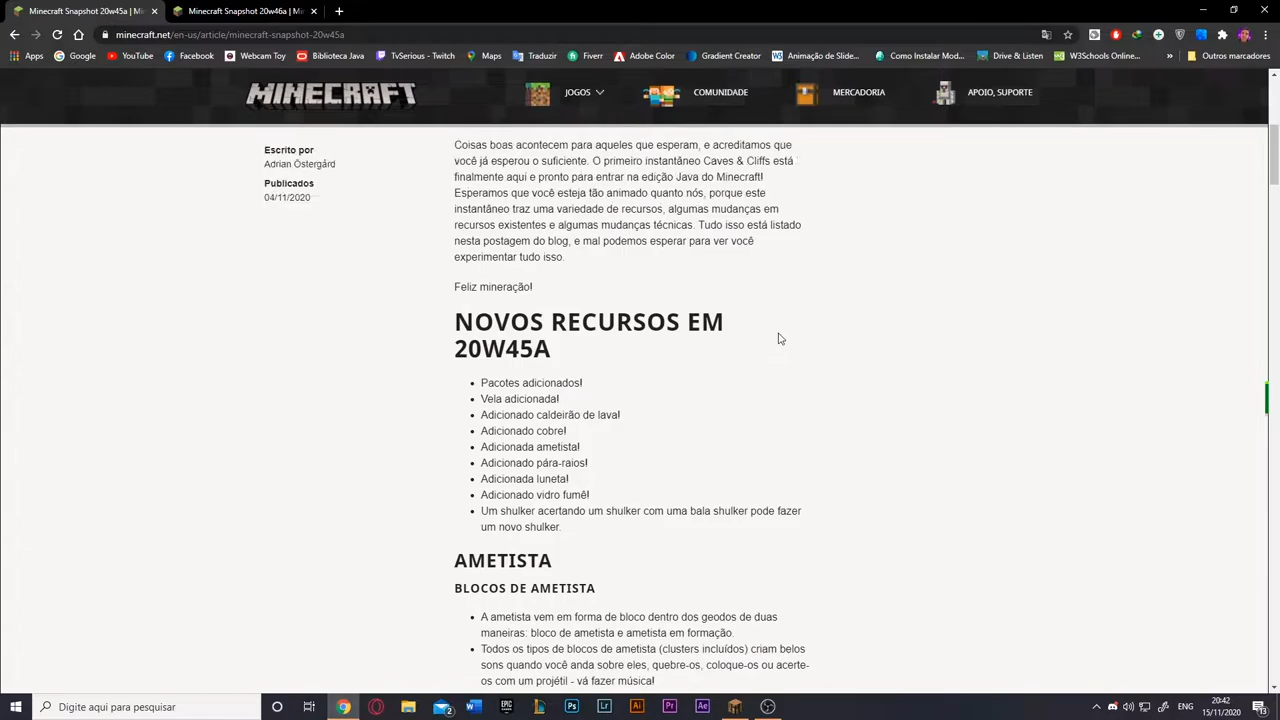 Minecraft Snapshot 20w45a |
Minecraft Snapshot 20w46a | Min
minecraft.net/en-us/article/minecraft-snapshot-20w45a
Apps
Google
YouTube
Facebook
Webcam Toy
Biblioteca Java
TvSerious - Twitch
Fiverr
Adobe Color
Gradient Creator
Animação de Slide...
Como Instalar Mod...
Drive & Listen
W3Schools Online...
»
Outros marcadores
MINECRAFT
JOGOS
COMUNIDADE
MERCADORIA
APOIO, SUPORTE
Escrito por
Adrian Östergård
Publicados
04/11/2020
Coisas boas acontecem para aqueles que esperam, e acreditamos que
você já esperou o suficiente. O primeiro instantâneo Caves & Cliffs está
finalmente aqui e pronto para entrar na edição Java do Minecraft!
Esperamos que você esteja tão animado quanto nós, porque este
instantâneo traz uma variedade de recursos, algumas mudanças em
recursos existentes e algumas mudanças técnicas. Tudo isso está listado
nesta postagem do blog, e mal podemos esperar para ver você
experimentar tudo isso.
Feliz mineração!
NOVOS RECURSOS EM
20W45A
• Pacotes adicionados!
• Vela adicionada!
• Adicionado caldeirão de lava!
• Adicionado cobre!
• Adicionada ametista!
• Adicionado pára-raios!
• Adicionada luneta!
• Adicionado vidro fumê!
• Um shulker acertando um shulker com uma bala shulker pode fazer
um novo shulker.
AMETISTA
BLOCOS DE AMETISTA
• A ametista vem em forma de bloco dentro dos geodos de duas
maneiras: bloco de ametista e ametista em formação.
• Todos os tipos de blocos de ametista (clusters incluídos) criam belos
sons quando você anda sobre eles, quebre-os, coloque-os ou acerte-
os com um projétil - vá fazer música!
Digite aqui para pesquisar
2
W
EPIC
GAMES
Ps
Lr
Ai
Pr
Ae
20:42
15/11/2020